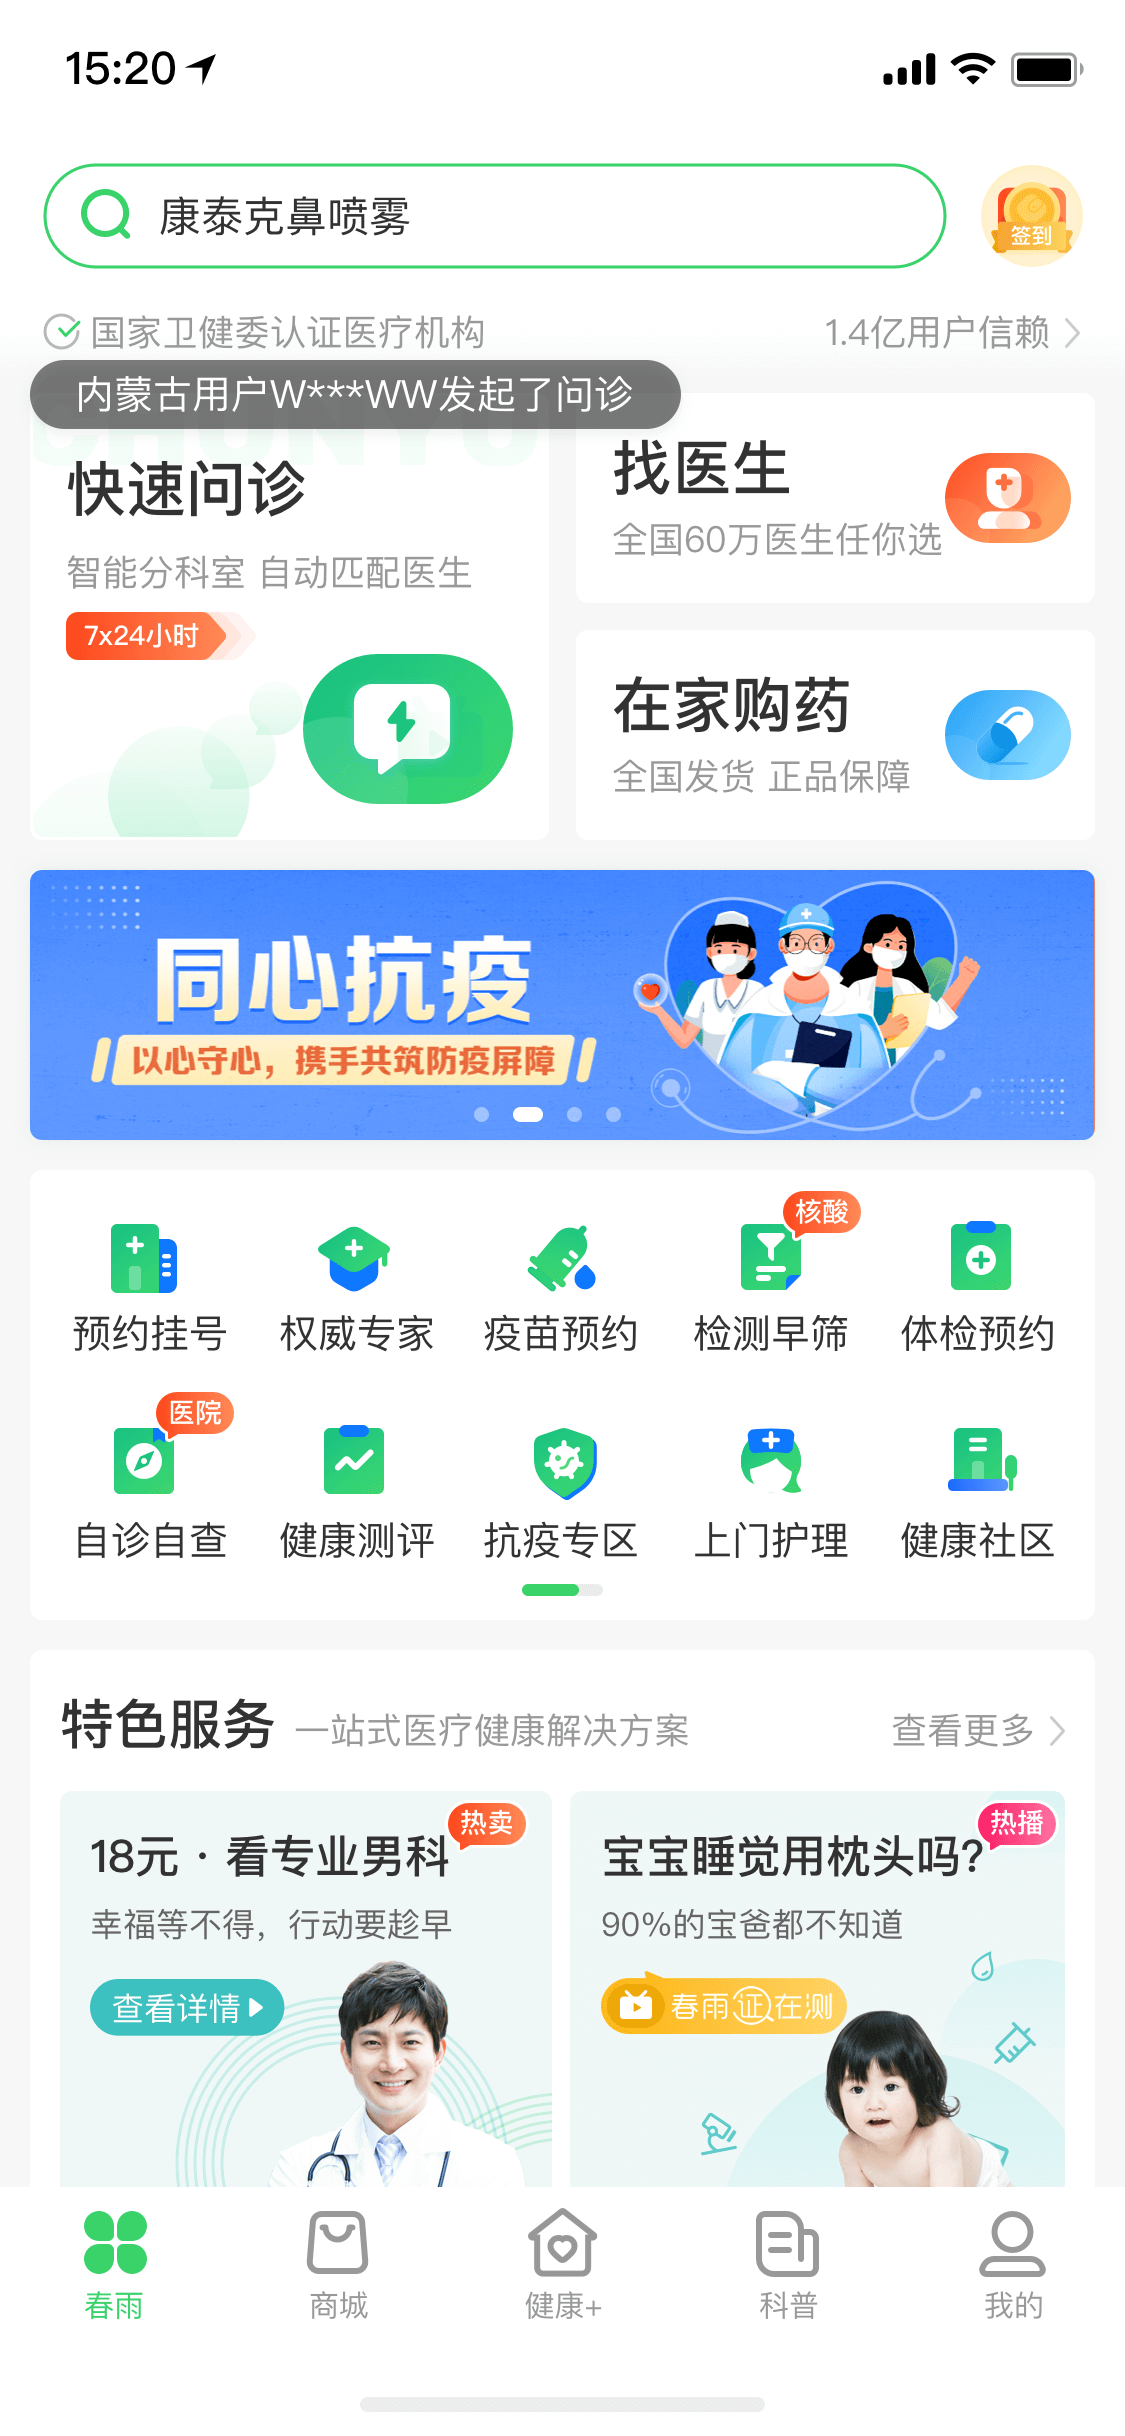 15:20
康泰克鼻喷雾
签到
国家卫健委认证医疗机构
1.4亿用户信赖
内蒙古用户W***WW发起了问诊
CHUNYU
快速问诊
智能分科室 自动匹配医生
7x24小时
找医生
全国60万医生任你选
在家购药
全国发货 正品保障
同心抗疫
以心守心，携手共筑防疫屏障
预约挂号
权威专家
疫苗预约
核酸
检测早筛
体检预约
医院
自诊自查
健康测评
抗疫专区
上门护理
健康社区
特色服务
一站式医疗健康解决方案
查看更多
热卖
18元 · 看专业男科
幸福等不得，行动要趁早
查看详情
热播
宝宝睡觉用枕头吗?
90%的宝爸都不知道
春雨证在测
春雨
商城
健康+
科普
我的